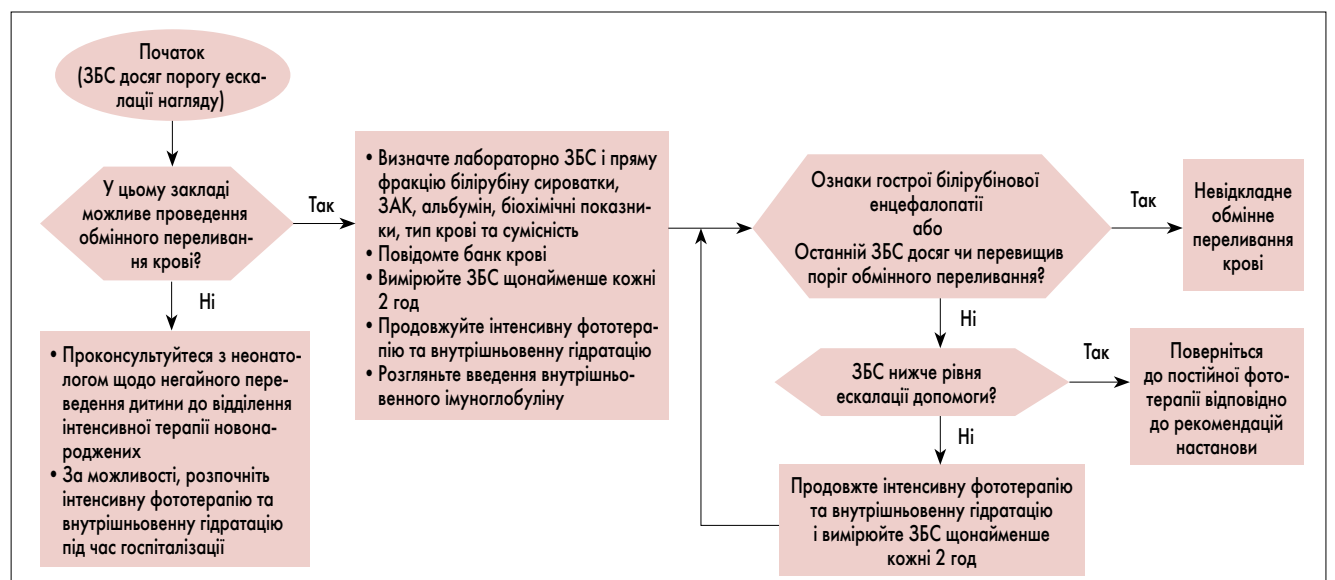 Початок
(ЗБС досяг порогу еска-
лації нагляду)
У цьому закладі
можливе проведення
обмінного переливан-
ня крові?
Так
Ні
• Проконсультуйтеся з неонато-
логом щодо негайного пере-
ведення дитини до відділення
інтенсивної терапії новона-
роджених
• За можливості, розпочніть
інтенсивну фототерапію та
внутрішньовенну гідратацію
під час госпіталізації
• Визначте лабораторно ЗБС і пряму
фракцію білірубіну сироватки,
ЗАК, альбумін, біохімічні показни-
ки, тип крові та сумісність
• Повідомте банк крові
• Вимірюйте ЗБС щонайменше кожні
2 год
• Продовжуйте інтенсивну фототера-
пію та внутрішньовенну гідратацію
• Розгляньте введення внутрішньо-
венного імуноглобуліну
Ознаки гострої білірубінової
енцефалопатії
або
Останній ЗБС досяг чи перевищив
поріг обмінного переливання?
Так
Невідкладне
обмінне
переливання
крові
Ні
ЗБС нижче рівня
ескалації допомоги?
Так
Поверніться
до постійної фото-
терапії відповідно
до рекомендацій
настанови
Ні
Продовжте інтенсивну фототерапію
та внутрішньовенну гідратацію
і вимірюйте ЗБС щонайменше
кожні 2 год